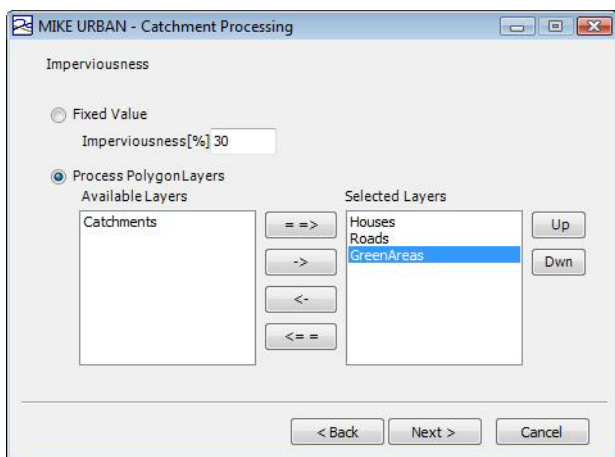 MIKE URBAN - Catchment Processing
Imperviousness
Fixed Value
Imperviousness[%] 30
Process Polygon Layers
Available Layers
Selected Layers
Catchments
= =>
Houses
Up
Roads
->
GreenAreas
Dwn
<-
<= =
< Back
Next >
Cancel